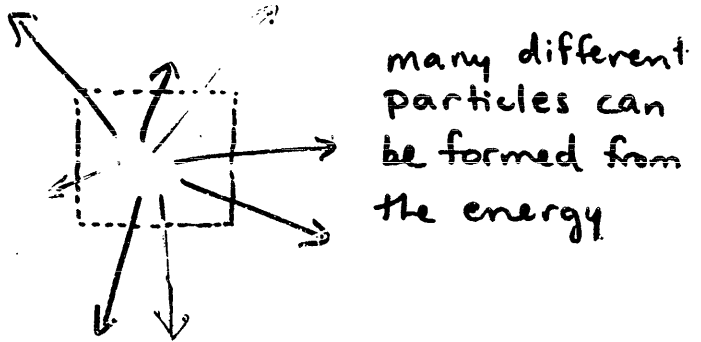 many different
particles can
be formed from
the energy